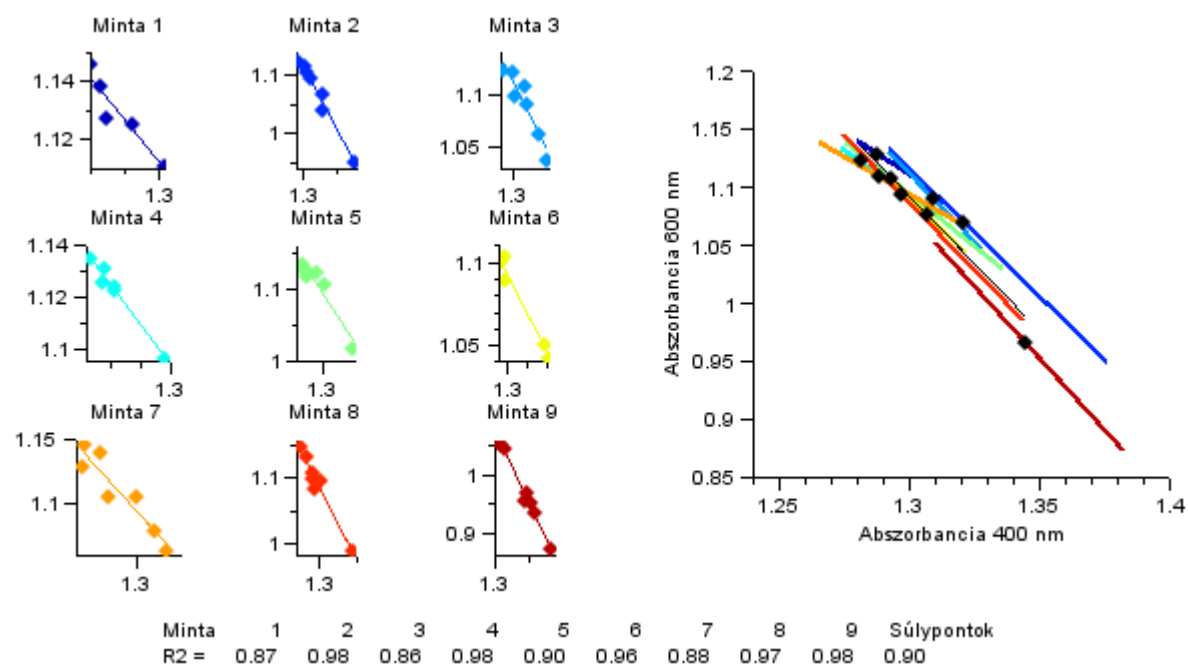 Minta 1
Minta 2
Minta 3
1.14
1.12
1.3
1.1
1
1.3
1.1
1.05
1.3
Minta 4
Minta 5
Minta 6
1.14
1.12
1.1
1.3
1.1
1
1.3
1.1
1.05
1.3
Minta 7
Minta 8
Minta 9
1.15
1.1
1.3
1.1
1
1.3
1
0.9
1.3
1.2
1.15
1.1
1.05
1
0.95
0.9
0.85
Abszorbancia 600 nm
1.25 1.3 1.35 1.4
Abszorbancia 400 nm
Minta 1 2 3 4 5 6 7 8 9 Súlypontok
R2 = 0.87 0.98 0.86 0.98 0.90 0.96 0.88 0.97 0.98 0.90